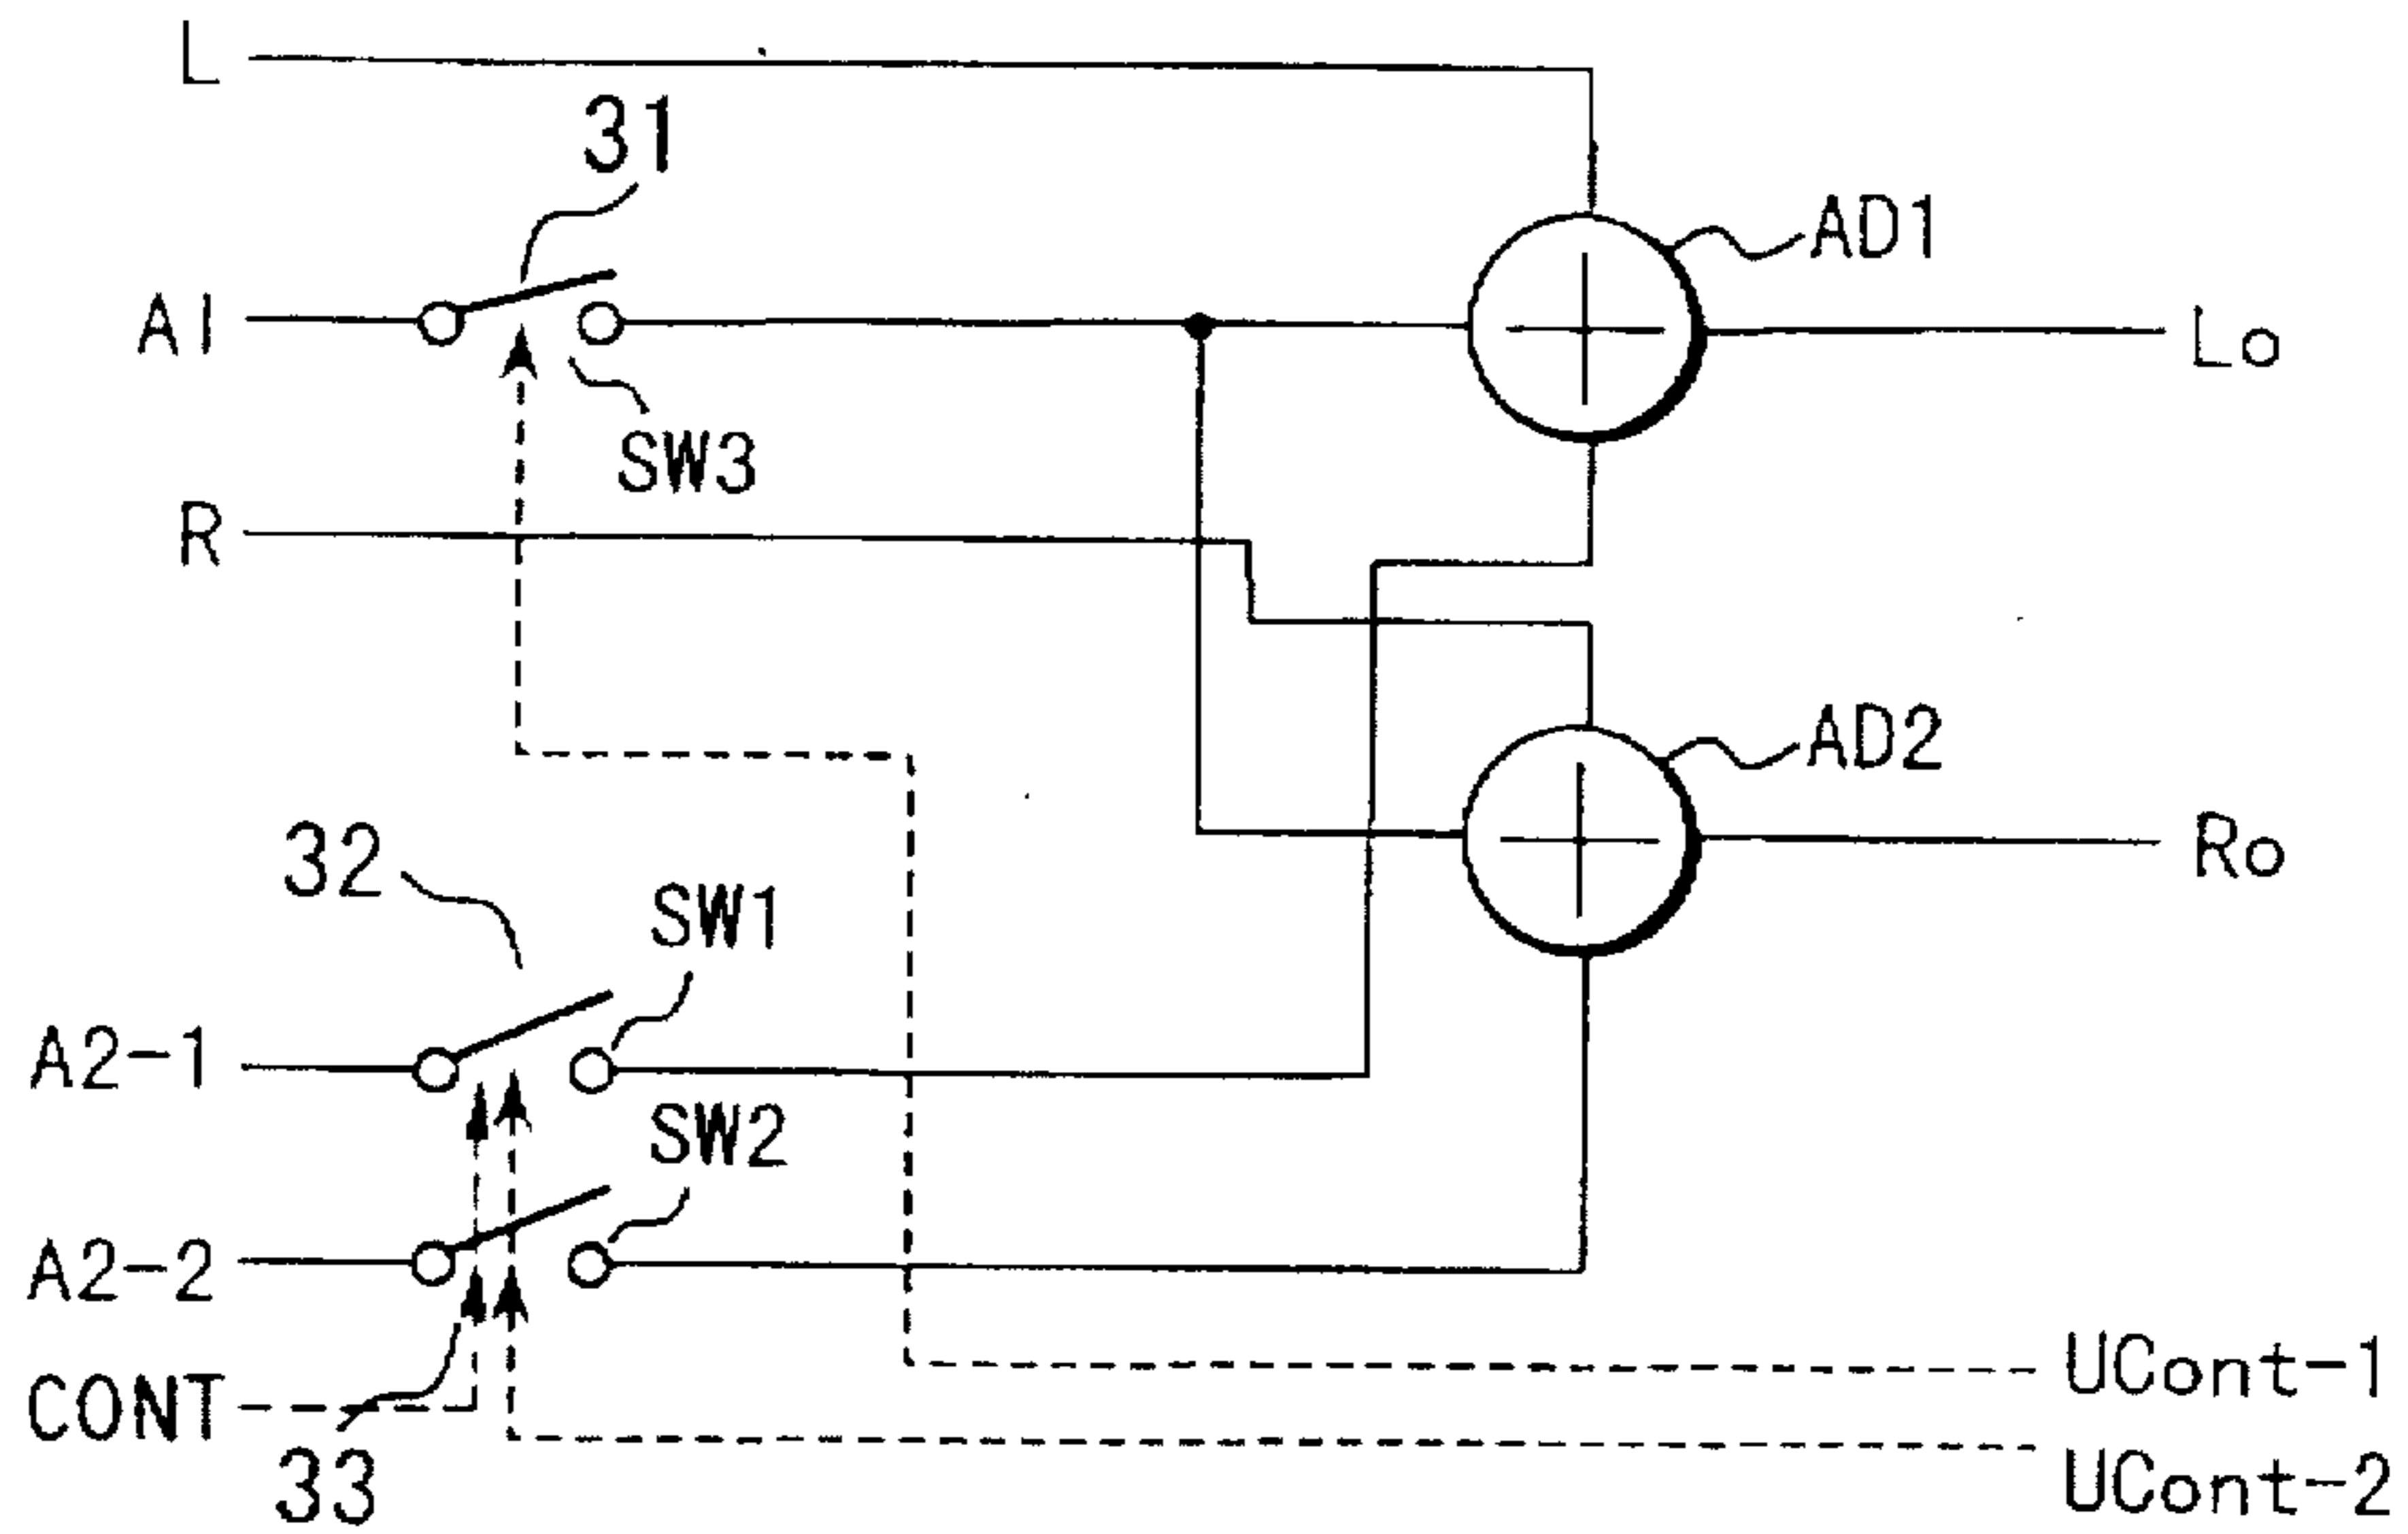 L
31
AD1
A1
Lo
SW3
R
AD2
32
Ro
SW1
A2-1
SW2
A2-2
UCont-1
CONT
33
UCont-2